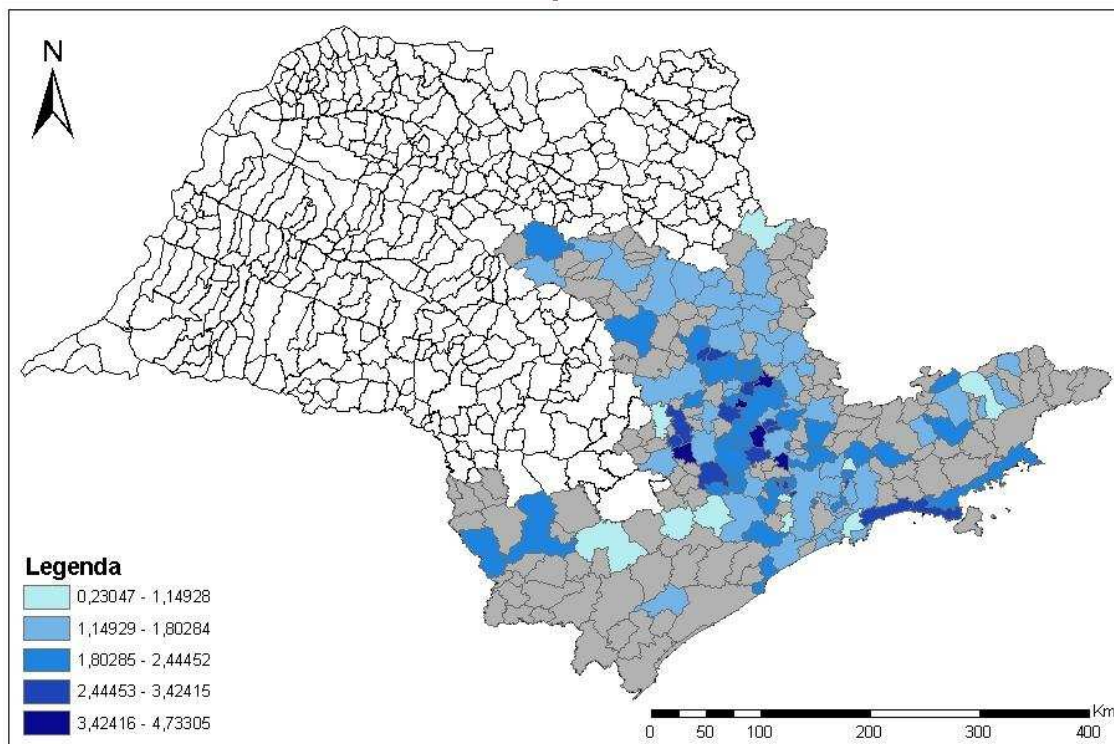 N
Legenda
0,23047 - 1,14928
1,14929 - 1,80284
1,80285 - 2,44452
2,44453 - 3,42415
3,42416 - 4,73305
Km
0 50 100 200 300 400